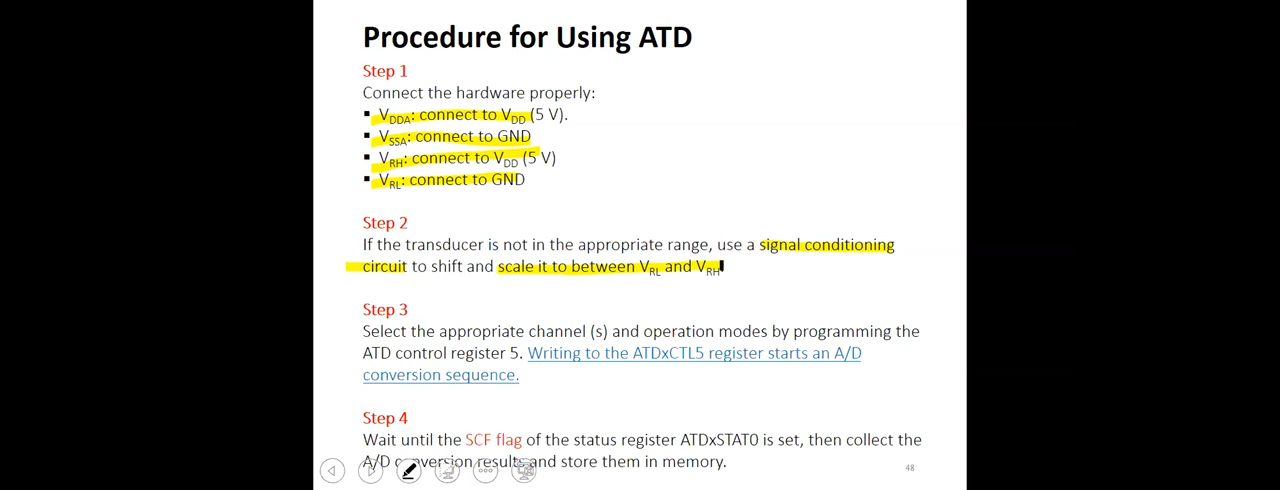 Procedure for Using ATD
Step 1
Connect the hardware properly:
▪ VDDA: connect to VDD (5 V).
▪ VSSA: connect to GND
▪ VRH: connect to VDD (5 V)
▪ VRL: connect to GND
Step 2
If the transducer is not in the appropriate range, use a signal conditioning
circuit to shift and scale it to between VRL and VRH
Step 3
Select the appropriate channel (s) and operation modes by programming the
ATD control register 5. Writing to the ATDxCTL5 register starts an A/D
conversion sequence.
Step 4
Wait until the SCF flag of the status register ATDxSTAT0 is set, then collect the
A/D conversion results and store them in memory.
48